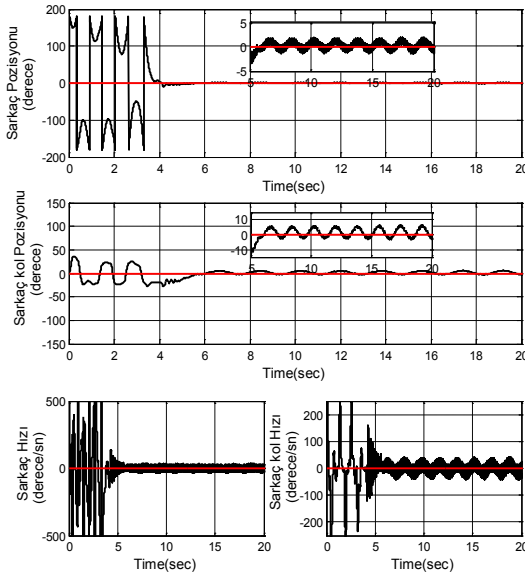 200
100
0
-100
-200
Sarkaç Pozisyonu
(derece)
5
0
-5
5 10 15 20
0 2 4 6 8 10 12 14 16 18 20
Time(sec)
150
100
50
0
-50
-100
-150
Sarkaç kol Pozisyonu
(derece)
10
0
-10
5 10 15 20
0 2 4 6 8 10 12 14 16 18 20
Time(sec)
500
0
-500
Sarkaç Hızı
(derece/sn)
0 5 10 15 20
Time(sec)
200
100
0
-100
-200
Sarkaç kol Hızı
(derece/sn)
0 5 10 15 20
Time(sec)